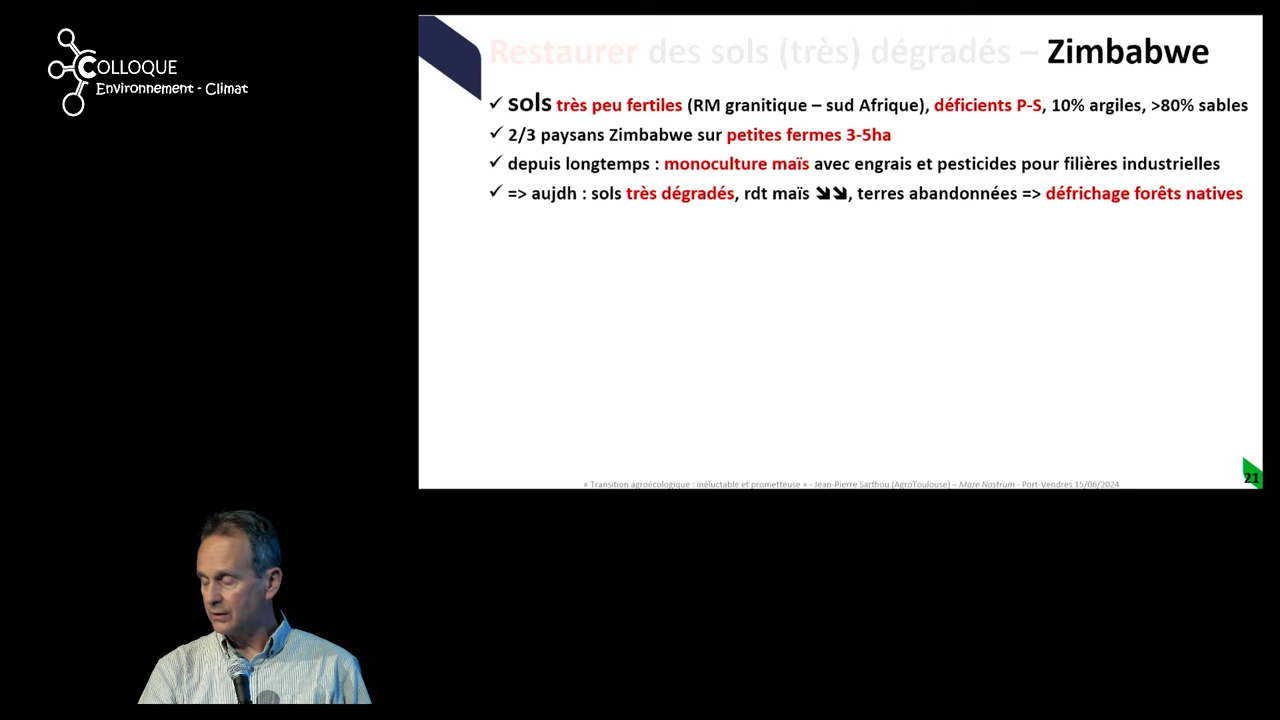 COLLOQUE
Environnement - Climat
Restaurer des sols (très) dégradés – Zimbabwe
✓ sols très peu fertiles (RM granitique – sud Afrique), déficients P-S, 10% argiles, >80% sables
✓ 2/3 paysans Zimbabwe sur petites fermes 3-5ha
✓ depuis longtemps : monoculture maïs avec engrais et pesticides pour filières industrielles
✓ => aujdh : sols très dégradés, rdt maïs ↘↘, terres abandonnées => défrichage forêts natives
« Transition agroécologique : inéluctable et prometteuse » - Jean-Pierre Sarthou (AgroToulouse) – Mare Nostrum - Port-Vendres 15/06/2024
21